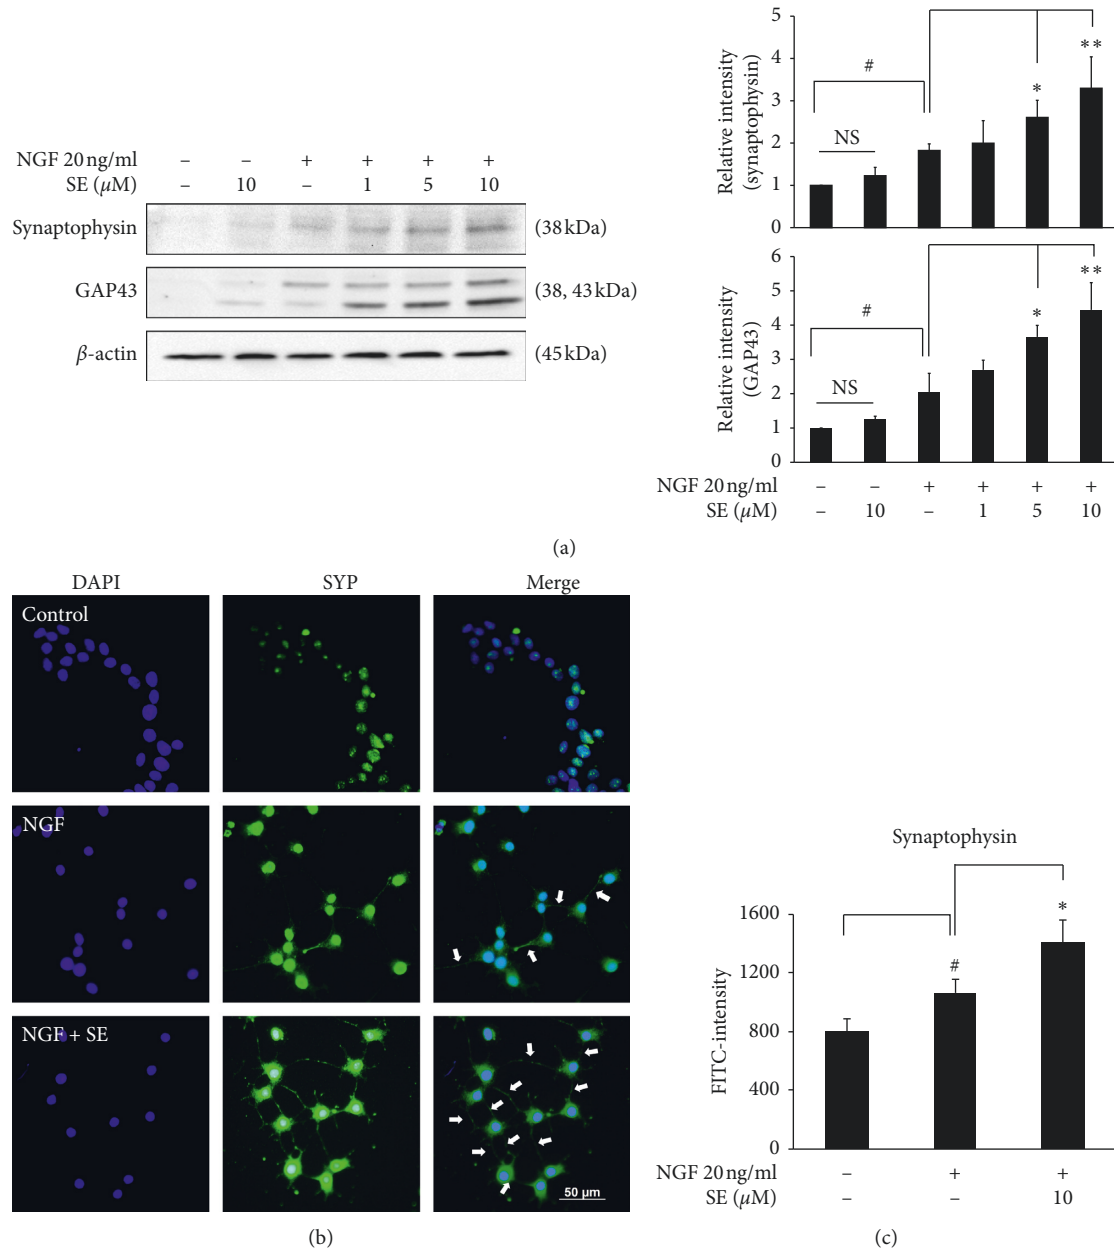 NGF 20 ng/ml – – + + + +
SE (μM) – 10 – 1 5 10
Synaptophysin (38 kDa)
GAP43 (38, 43 kDa)
β-actin (45 kDa)
Relative intensity
(synaptophysin)
5
4
3
2
1
0
NS
#
*
**
Relative intensity
(GAP43)
6
5
4
3
2
1
0
NS
#
*
**
NGF 20 ng/ml – – + + + +
SE (μM) – 10 – 1 5 10
(a)
DAPI SYP Merge
Control
NGF
NGF + SE
50 μm
(b)
Synaptophysin
FITC-intensity
1600
1200
800
400
0
#
*
NGF 20 ng/ml – + +
SE (μM) – – 10
(c)